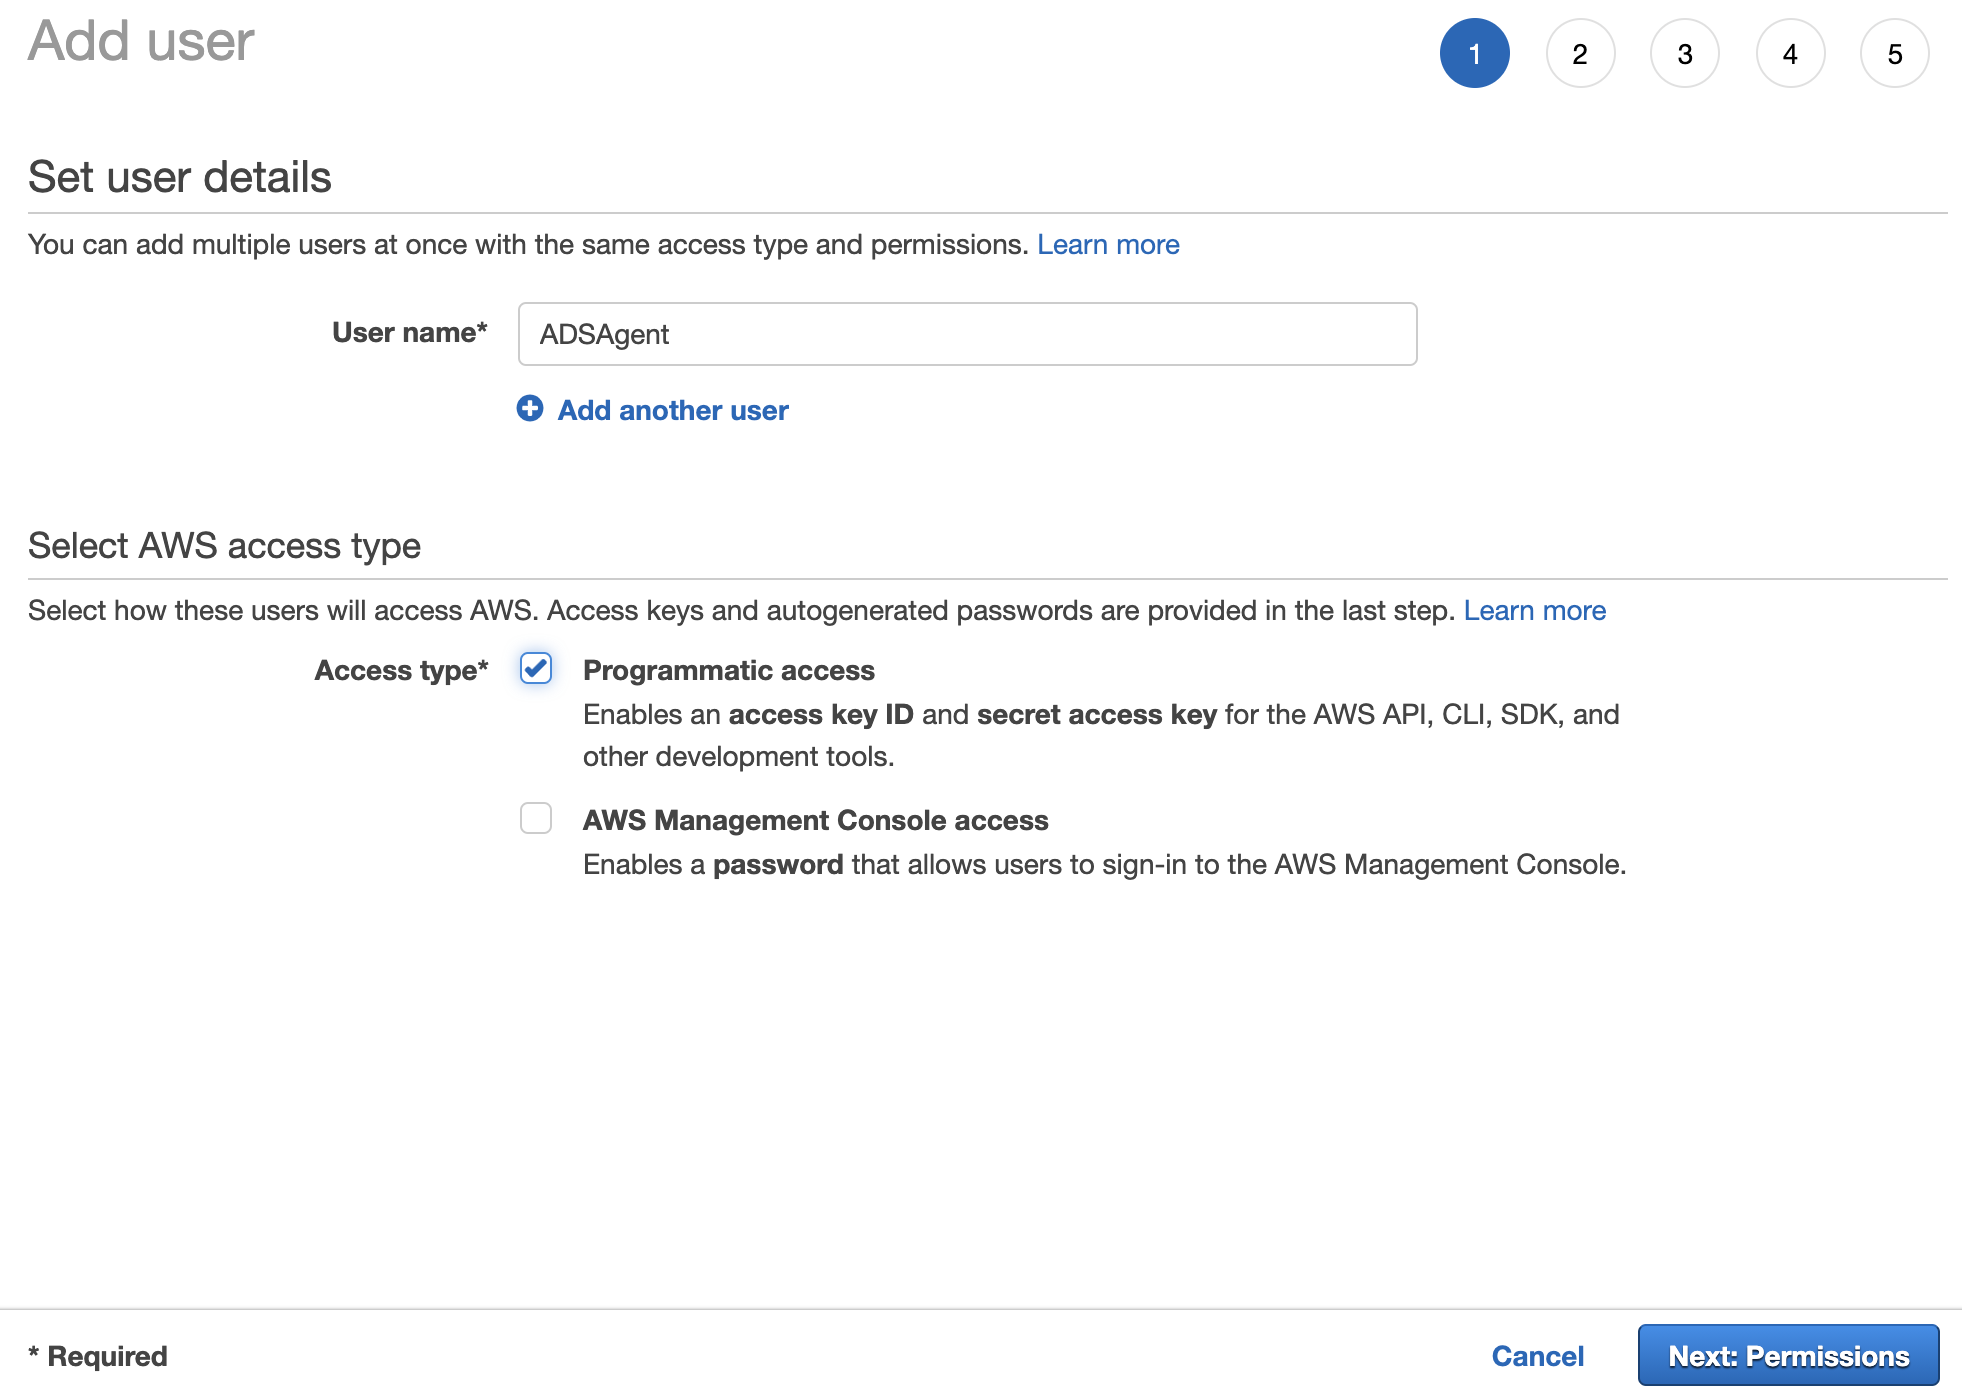 Add user
1 2 3 4 5
Set user details
You can add multiple users at once with the same access type and permissions. Learn more
User name* ADSAgent
Add another user
Select AWS access type
Select how these users will access AWS. Access keys and autogenerated passwords are provided in the last step. Learn more
Access type* Programmatic access
Enables an access key ID and secret access key for the AWS API, CLI, SDK, and
other development tools.
AWS Management Console access
Enables a password that allows users to sign-in to the AWS Management Console.
* Required Cancel Next: Permissions